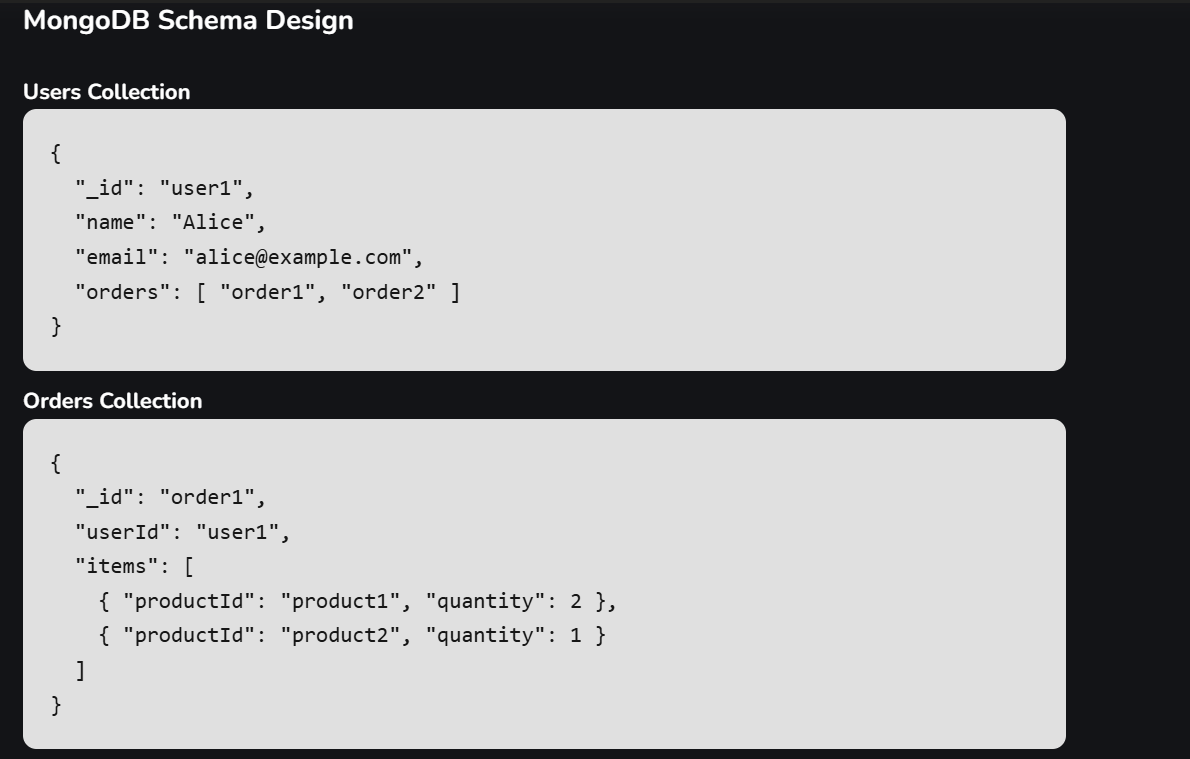 MongoDB Schema Design
Users Collection
{
  "_id": "user1",
  "name": "Alice",
  "email": "alice@example.com",
  "orders": [ "order1", "order2" ]
}
Orders Collection
{
  "_id": "order1",
  "userId": "user1",
  "items": [
    { "productId": "product1", "quantity": 2 },
    { "productId": "product2", "quantity": 1 }
  ]
}